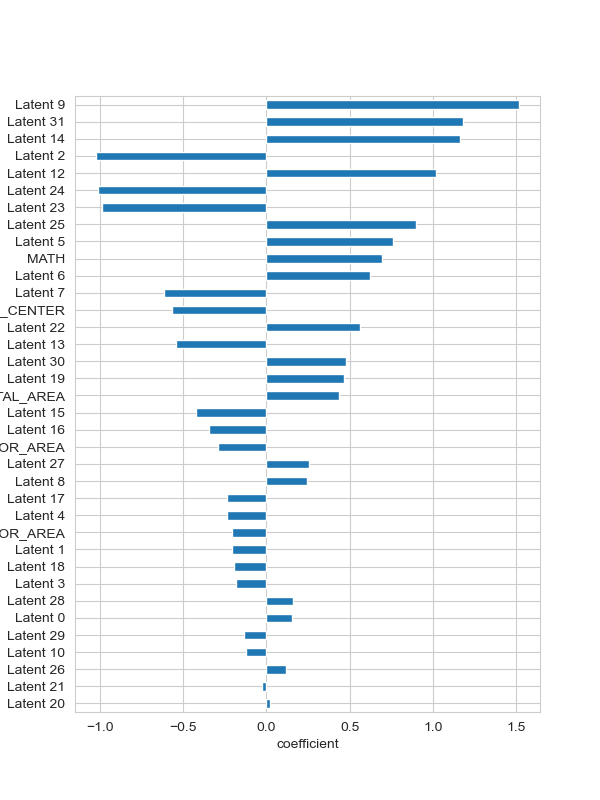 Latent 9
Latent 31
Latent 14
Latent 2
Latent 12
Latent 24
Latent 23
Latent 25
Latent 5
MATH
Latent 6
Latent 7
_CENTER
Latent 22
Latent 13
Latent 30
Latent 19
TAL_AREA
Latent 15
Latent 16
OR_AREA
Latent 27
Latent 8
Latent 17
Latent 4
OR_AREA
Latent 1
Latent 18
Latent 3
Latent 28
Latent 0
Latent 29
Latent 10
Latent 26
Latent 21
Latent 20
−1.0 −0.5 0.0 0.5 1.0 1.5
coefficient